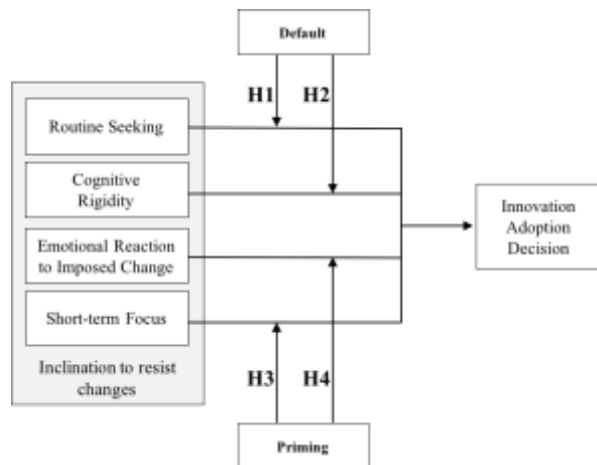 Default
H1
H2
Routine Seeking
Cognitive
Rigidity
Emotional Reaction
to Imposed Change
Short-term Focus
Inclination to resist
changes
Innovation
Adoption
Decision
H3
H4
Priming